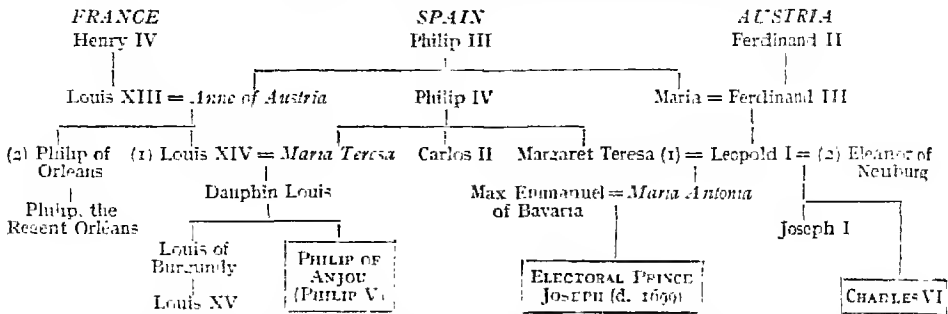 FRANCE SPAIN AUSTRIA
Henry IV Philip III Ferdinand II
Louis XIII = Anne of Austria Philip IV Maria = Ferdinand III
(2) Philip of (1) Louis XIV = Maria Teresa Carlos II Margaret Teresa (1) = Leopold I = (2) Eleanor of
Orleans Neuburg
Dauphin Louis Max Emmanuel = Maria Antonia
Philip, the of Bavaria
Regent Orléans Joseph I
Louis of PHILIP OF
Burgundy ANJOU ELECTORAL PRINCE
(PHILIP V) JOSEPH (d. 1699) CHARLES VI
Louis XV